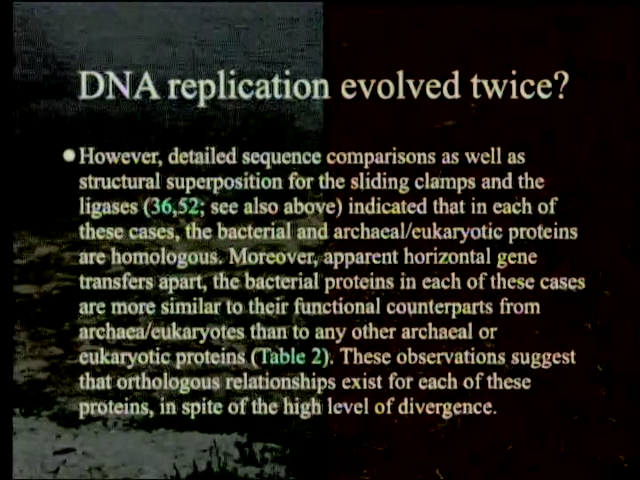 DNA replication evolved twice?
However, detailed sequence comparisons as well as
structural superposition for the sliding clamps and the
ligases (36,52; see also above) indicated that in each of
these cases, the bacterial and archaeal/eukaryotic proteins
are homologous. Moreover, apparent horizontal gene
transfers apart, the bacterial proteins in each of these cases
are more similar to their functional counterparts from
archaea/eukaryotes than to any other archaeal or
eukaryotic proteins (Table 2). These observations suggest
that orthologous relationships exist for each of these
proteins, in spite of the high level of divergence.